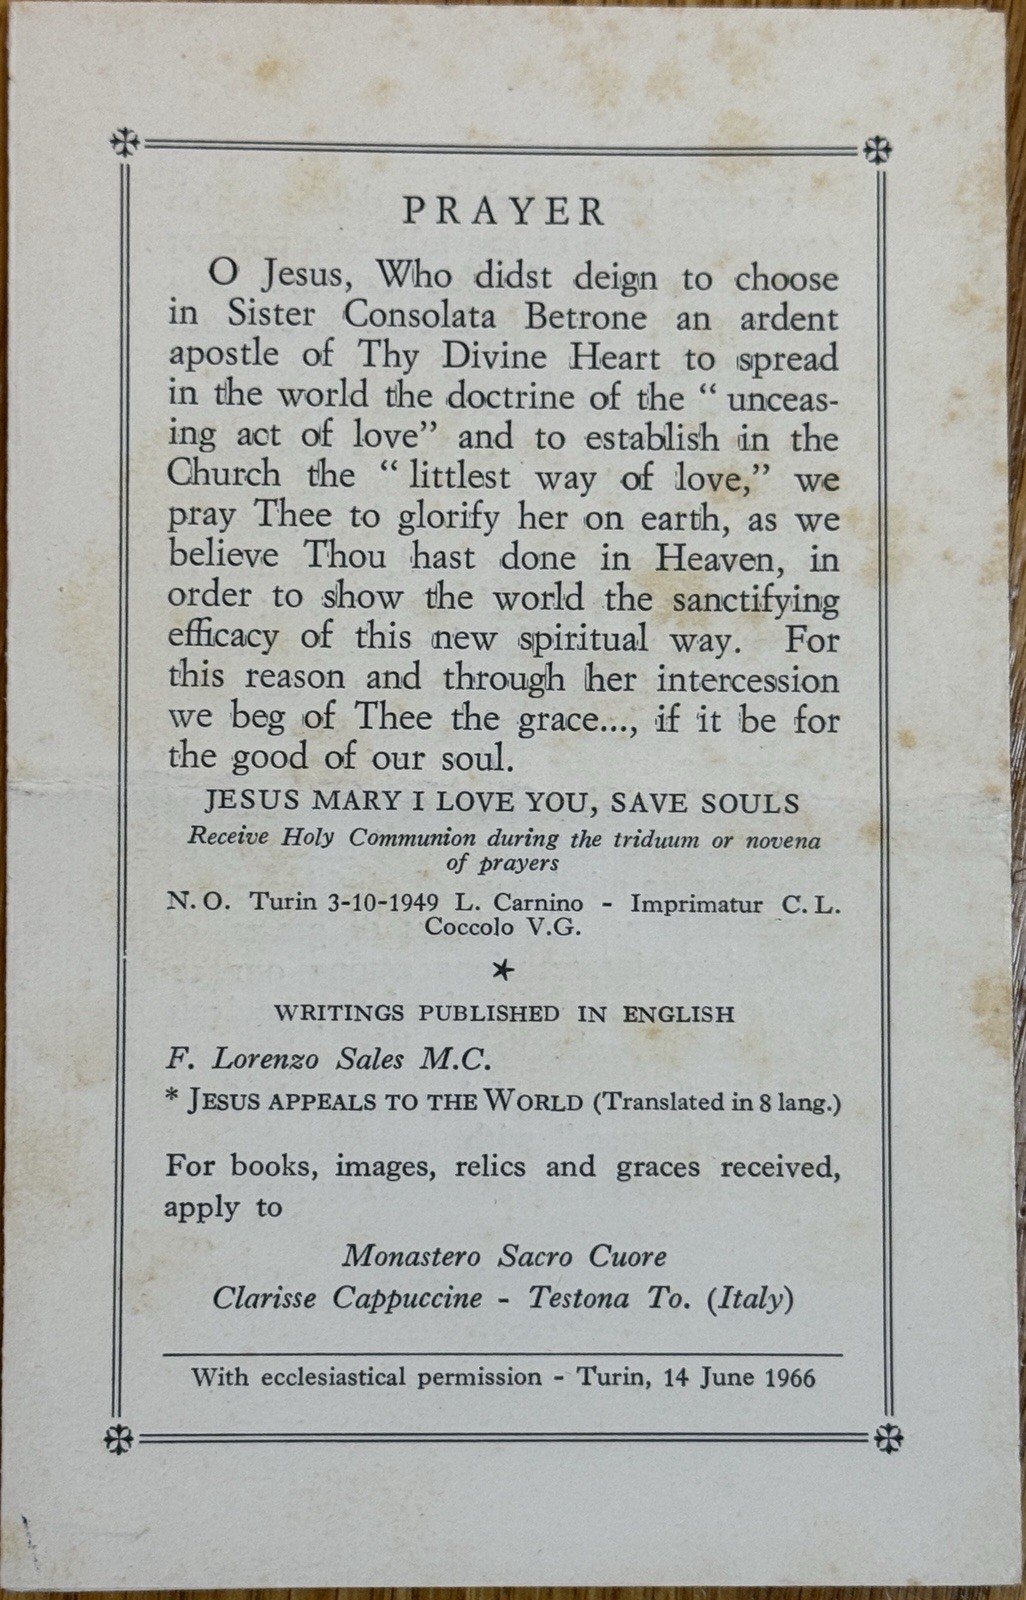 PRAYER
O Jesus, Who didst deign to choose
in Sister Consolata Betrone an ardent
apostle of Thy Divine Heart to spread
in the world the doctrine of the “ unceas-
ing act of love” and to establish in the
Church the “ littlest way of love,” we
pray Thee to glorify her on earth, as we
believe Thou hast done in Heaven, in
order to show the world the sanctifying
efficacy of this new spiritual way. For
this reason and through her intercession
we beg of Thee the grace..., if it be for
the good of our soul.
JESUS MARY I LOVE YOU, SAVE SOULS
Receive Holy Communion during the triduum or novena
of prayers
N. O. Turin 3-10-1949 L. Carnino - Imprimatur C. L.
Coccolo V.G.
WRITINGS PUBLISHED IN ENGLISH
F. Lorenzo Sales M.C.
* JESUS APPEALS TO THE WORLD (Translated in 8 lang.)
For books, images, relics and graces received,
apply to
Monastero Sacro Cuore
Clarisse Cappuccine - Testona To. (Italy)
With ecclesiastical permission - Turin, 14 June 1966